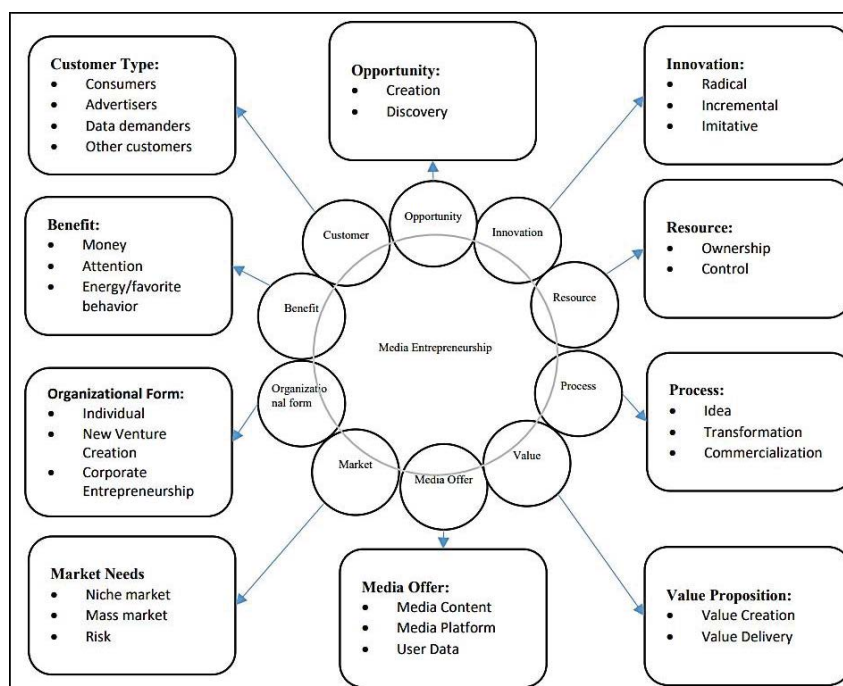 Customer Type:
• Consumers
• Advertisers
• Data demanders
• Other customers
Opportunity:
• Creation
• Discovery
Innovation:
• Radical
• Incremental
• Imitative
Benefit:
• Money
• Attention
• Energy/favorite
behavior
Resource:
• Ownership
• Control
Organizational Form:
• Individual
• New Venture
Creation
• Corporate
Entrepreneurship
Process:
• Idea
• Transformation
• Commercialization
Market Needs
• Niche market
• Mass market
• Risk
Media Offer:
• Media Content
• Media Platform
• User Data
Value Proposition:
• Value Creation
• Value Delivery
Opportunity
Innovation
Resource
Process
Value
Media Offer
Market
Organizatio
nal form
Benefit
Customer
Media Entrepreneurship